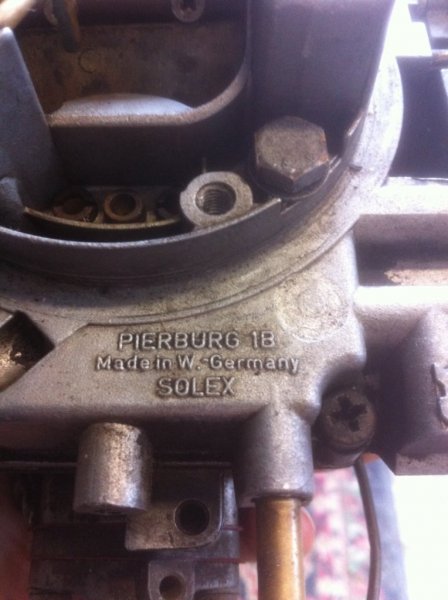 PIERBURG 1B
Made in W.-Germany
SOLEX